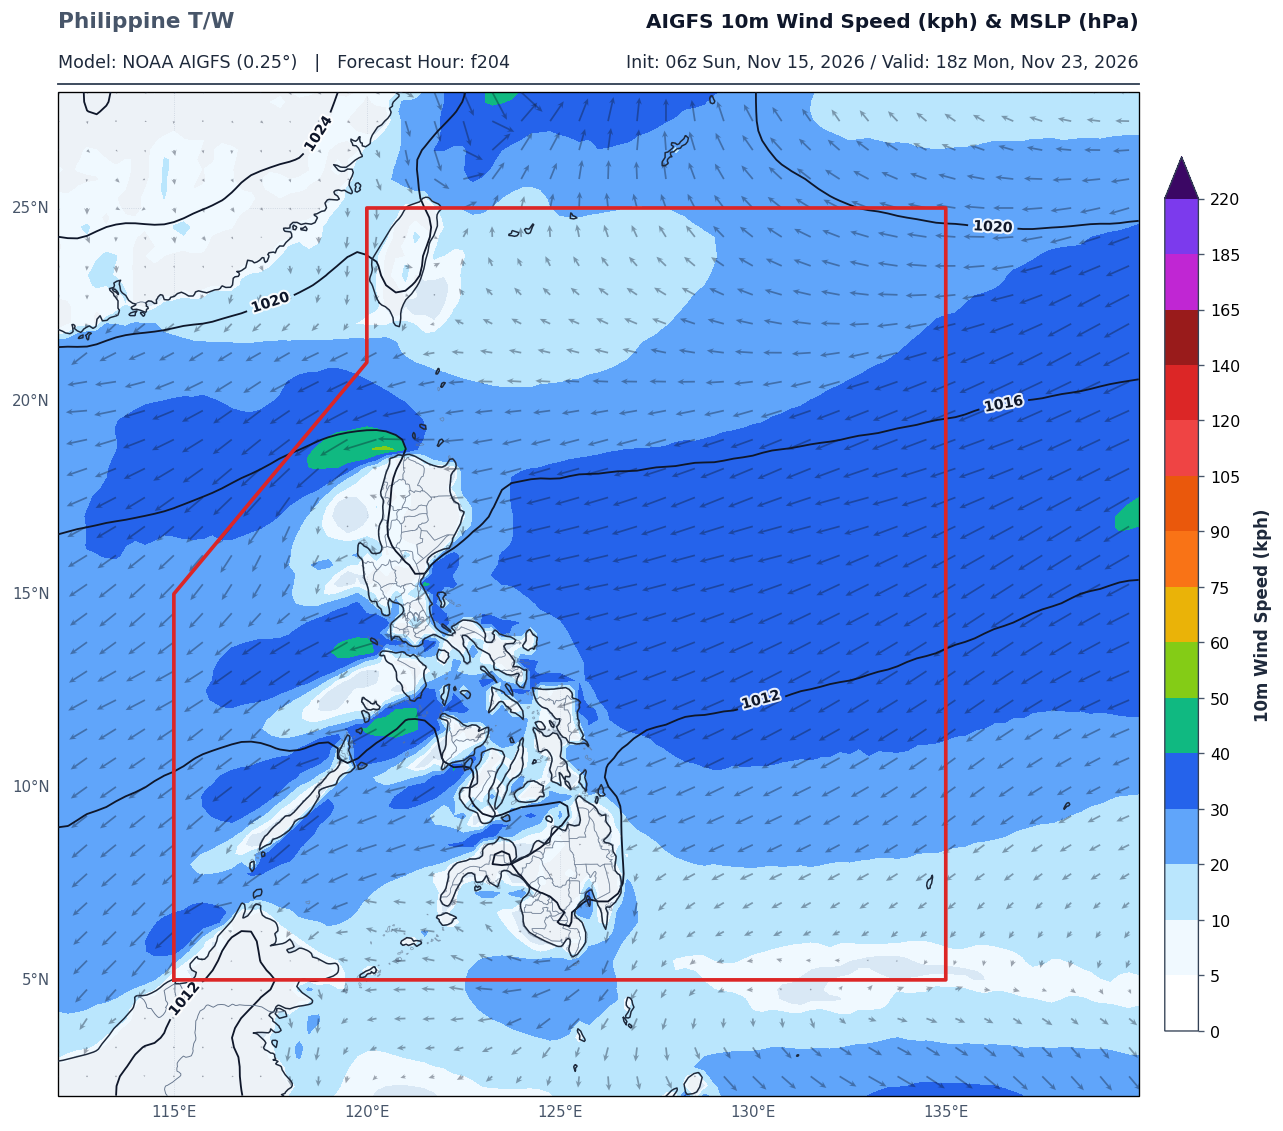 Philippine T/W
AIGFS 10m Wind Speed (kph) & MSLP (hPa)
Model: NOAA AIGFS (0.25°) | Forecast Hour: f204
Init: 06z Sun, Nov 15, 2026 / Valid: 18z Mon, Nov 23, 2026
1024
1020
1020
1016
1012
1012
25°N
20°N
15°N
10°N
5°N
115°E
120°E
125°E
130°E
135°E
220
185
165
140
120
105
90
75
60
50
40
30
20
10
5
0
10m Wind Speed (kph)